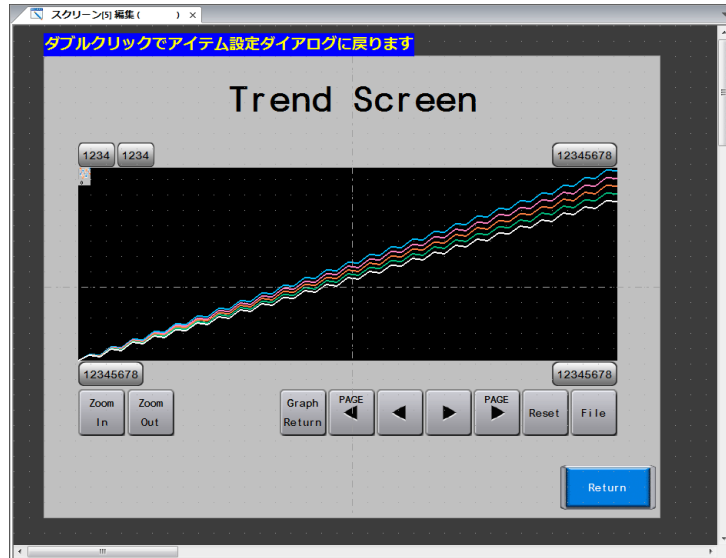 スクリーン[5] 編集 ( ) ×
ダブルクリックでアイテム設定ダイアログに戻ります
Trend Screen
1234 1234 12345678
12345678 12345678
Zoom In Zoom Out Graph Return PAGE PAGE Reset File
Return